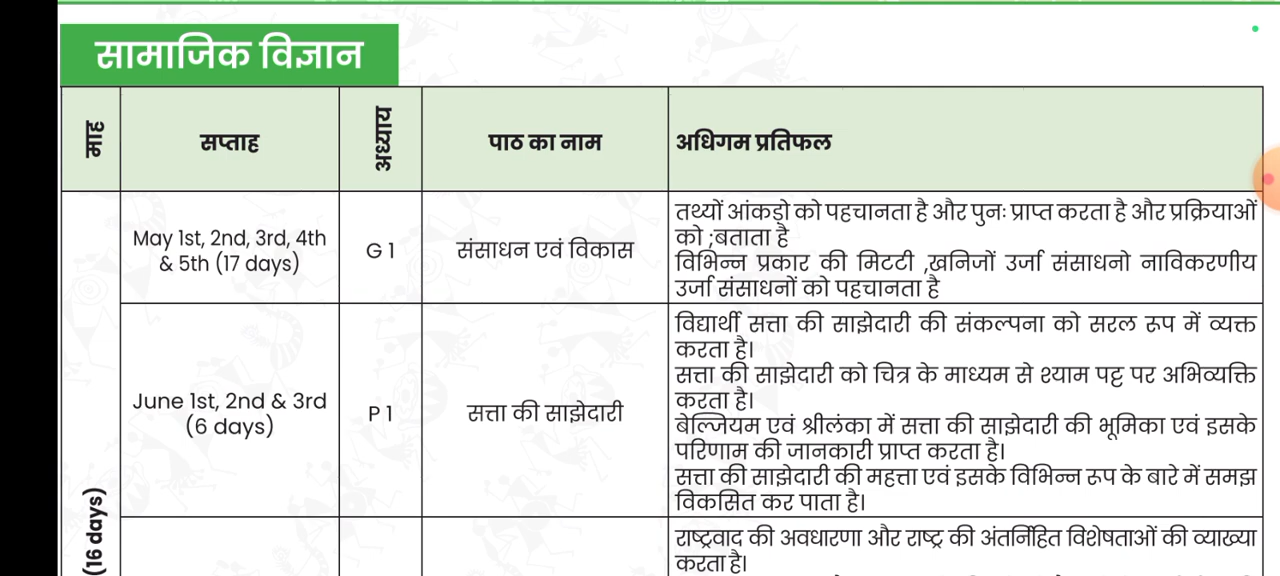 सामाजिक विज्ञान
माह
सप्ताह
अध्याय
पाठ का नाम
अधिगम प्रतिफल
May 1st, 2nd, 3rd, 4th
& 5th (17 days)
G 1
संसाधन एवं विकास
तथ्यों आंकड़ो को पहचानता है और पुनः प्राप्त करता है और प्रक्रियाओं
को ;बताता है
विभिन्न प्रकार की मिटटी ,खनिजों उर्जा संसाधनो नाविकरणीय
उर्जा संसाधनों को पहचानता है
June 1st, 2nd & 3rd
(6 days)
P 1
सत्ता की साझेदारी
विद्यार्थी सत्ता की साझेदारी की संकल्पना को सरल रूप में व्यक्त
करता है।
सत्ता की साझेदारी को चित्र के माध्यम से श्याम पट्ट पर अभिव्यक्ति
करता है।
बेल्जियम एवं श्रीलंका में सत्ता की साझेदारी की भूमिका एवं इसके
परिणाम की जानकारी प्राप्त करता है।
सत्ता की साझेदारी की महत्ता एवं इसके विभिन्न रूप के बारे में समझ
विकसित कर पाता है।
(16 days)
राष्ट्रवाद की अवधारणा और राष्ट्र की अंतर्निहित विशेषताओं की व्याख्या
करता है।